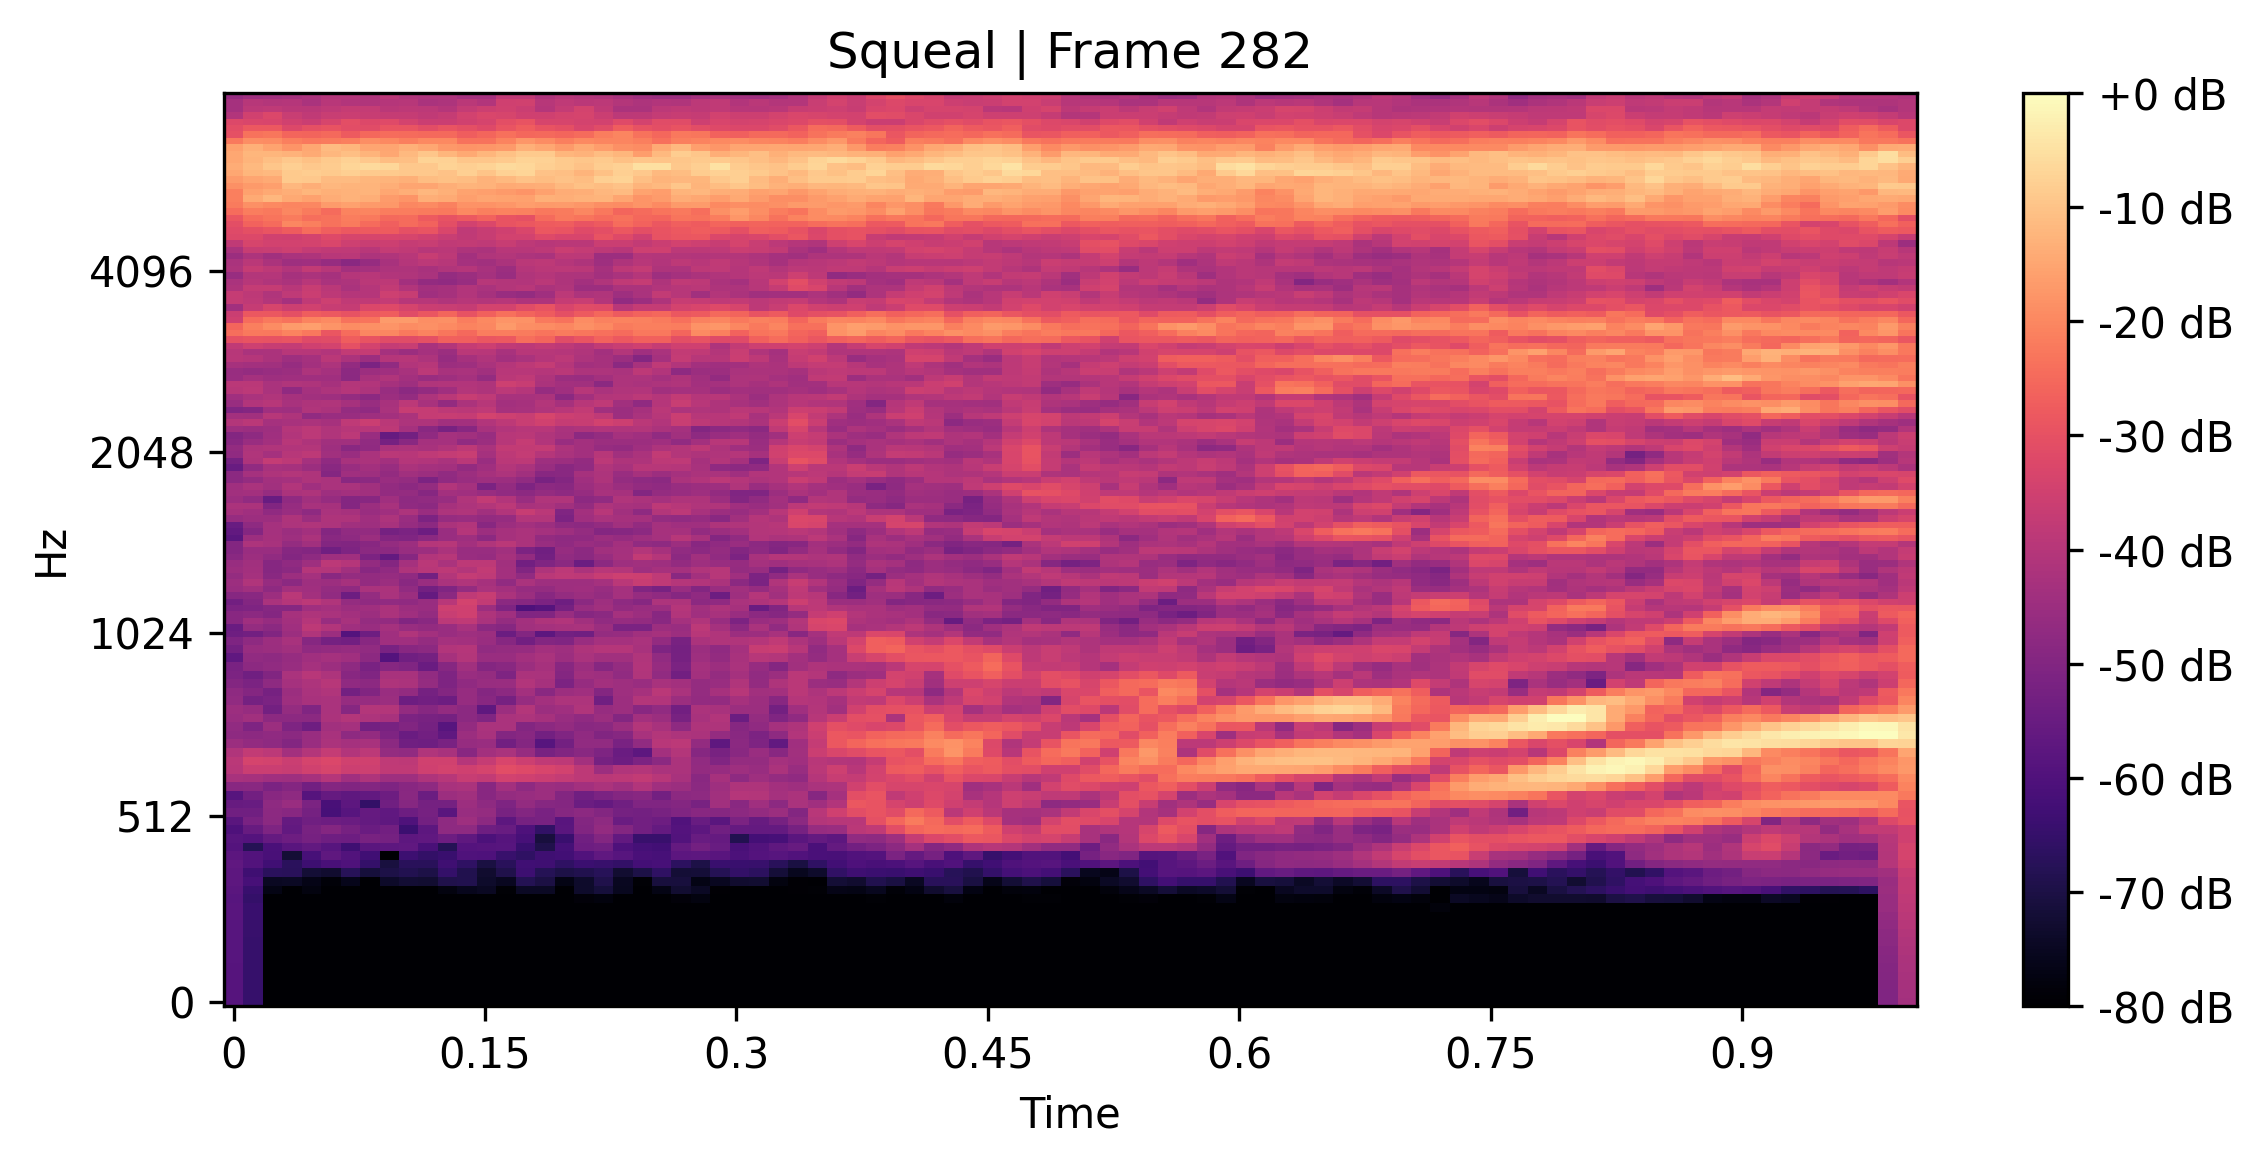 Squeal | Frame 282
+0 dB
-10 dB
-20 dB
-30 dB
-40 dB
-50 dB
-60 dB
-70 dB
-80 dB
4096
2048
1024
512
0
Hz
0 0.15 0.3 0.45 0.6 0.75 0.9
Time